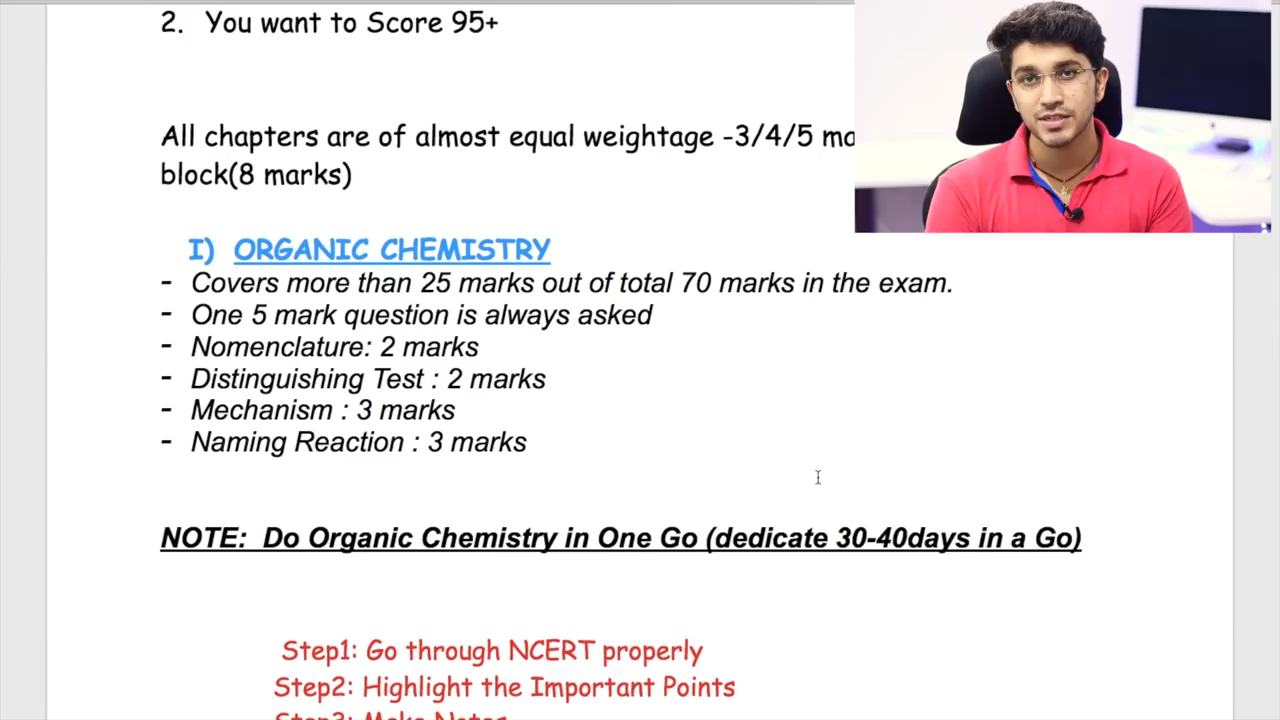 2. You want to Score 95+
All chapters are of almost equal weightage -3/4/5
block(8 marks)
I) ORGANIC CHEMISTRY
- Covers more than 25 marks out of total 70 marks in the exam.
- One 5 mark question is always asked
- Nomenclature: 2 marks
- Distinguishing Test : 2 marks
- Mechanism : 3 marks
- Naming Reaction : 3 marks
NOTE: Do Organic Chemistry in One Go (dedicate 30-40days in a Go)
Step1: Go through NCERT properly
Step2: Highlight the Important Points
Step3: Make Notes